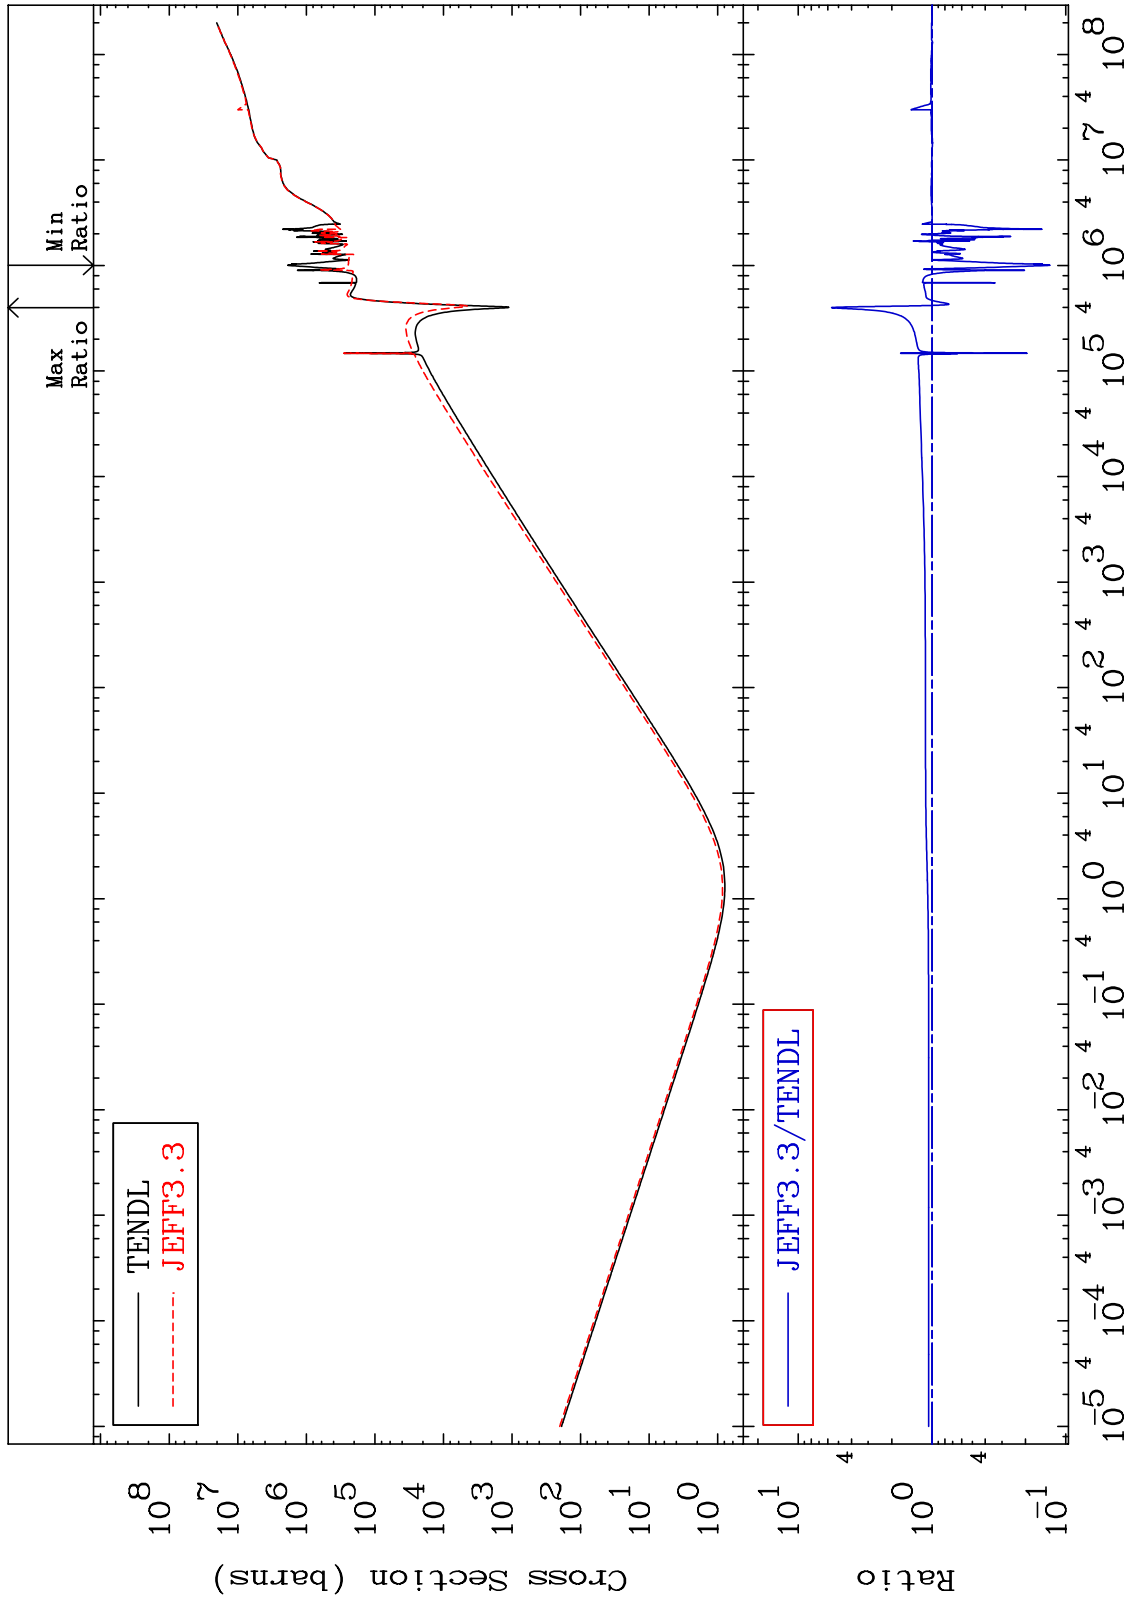 Max
Ratio
Min
Ratio
TENDL
JEFF3.3
Cross Section (barns)
10^8
10^7
10^6
10^5
10^4
10^3
10^2
10^1
10^0
JEFF3.3/TENDL
Ratio
10^1
4
10^0
4
10^-1
10^-5 4 10^-4 4 10^-3 4 10^-2 4 10^-1 4 10^0 4 10^1 4 10^2 4 10^3 4 10^4 4 10^5 4 10^6 4 10^7 4 10^8